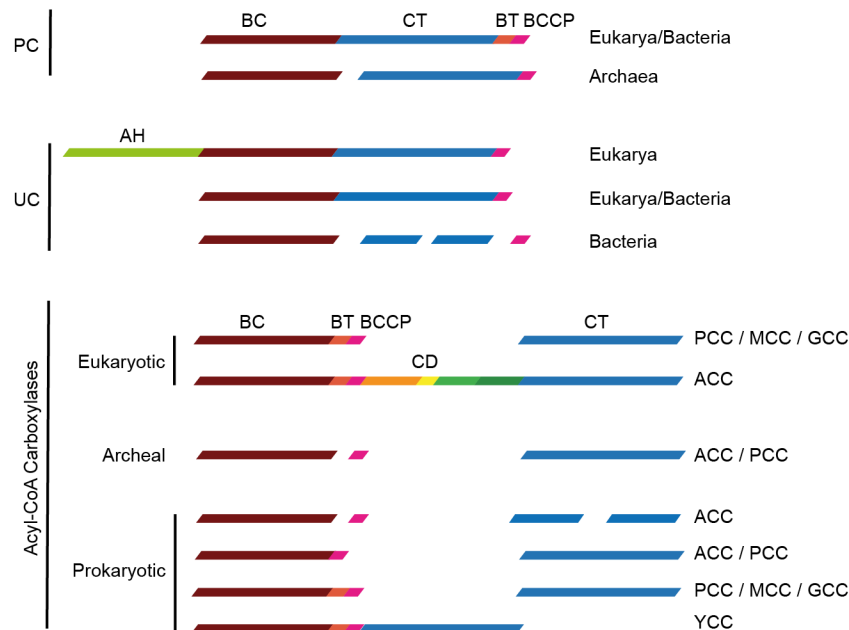 BC CT BT BCCP
PC
Eukarya/Bacteria
Archaea
AH
UC
Eukarya
Eukarya/Bacteria
Bacteria
Acyl-CoA Carboxylases
BC BT BCCP CT
Eukaryotic
PCC / MCC / GCC
CD
ACC
Archeal
ACC / PCC
Prokaryotic
ACC
ACC / PCC
PCC / MCC / GCC
YCC